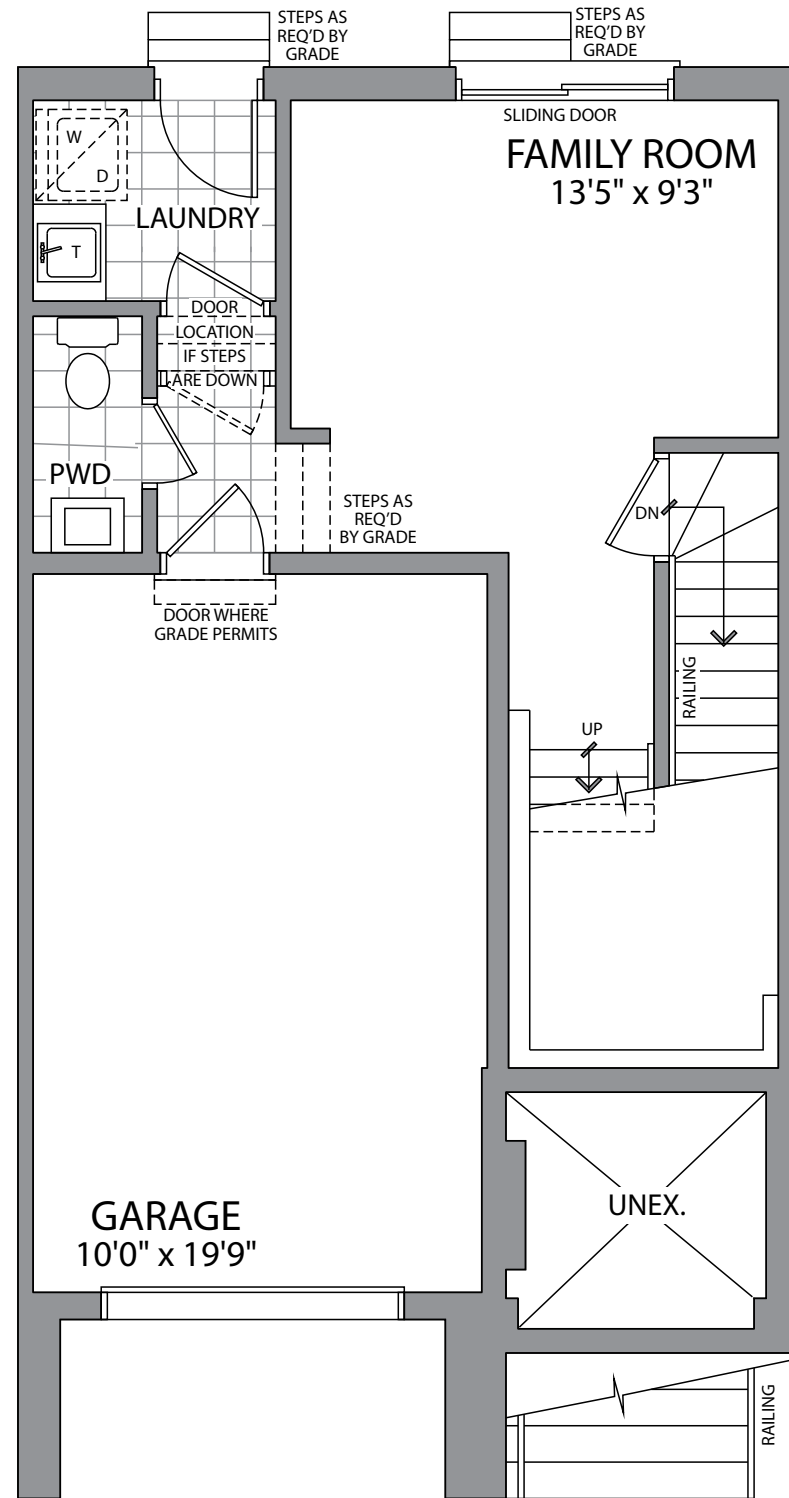 STEPS AS
REQ'D BY
GRADE
STEPS AS
REQ'D BY
GRADE
SLIDING DOOR
FAMILY ROOM
13'5" x 9'3"
W
D
LAUNDRY
T
DOOR
LOCATION
IF STEPS
ARE DOWN
PWD
STEPS AS
REQ'D
BY GRADE
DN
DOOR WHERE
GRADE PERMITS
RAILING
UP
UNEX.
GARAGE
10'0" x 19'9"
RAILING